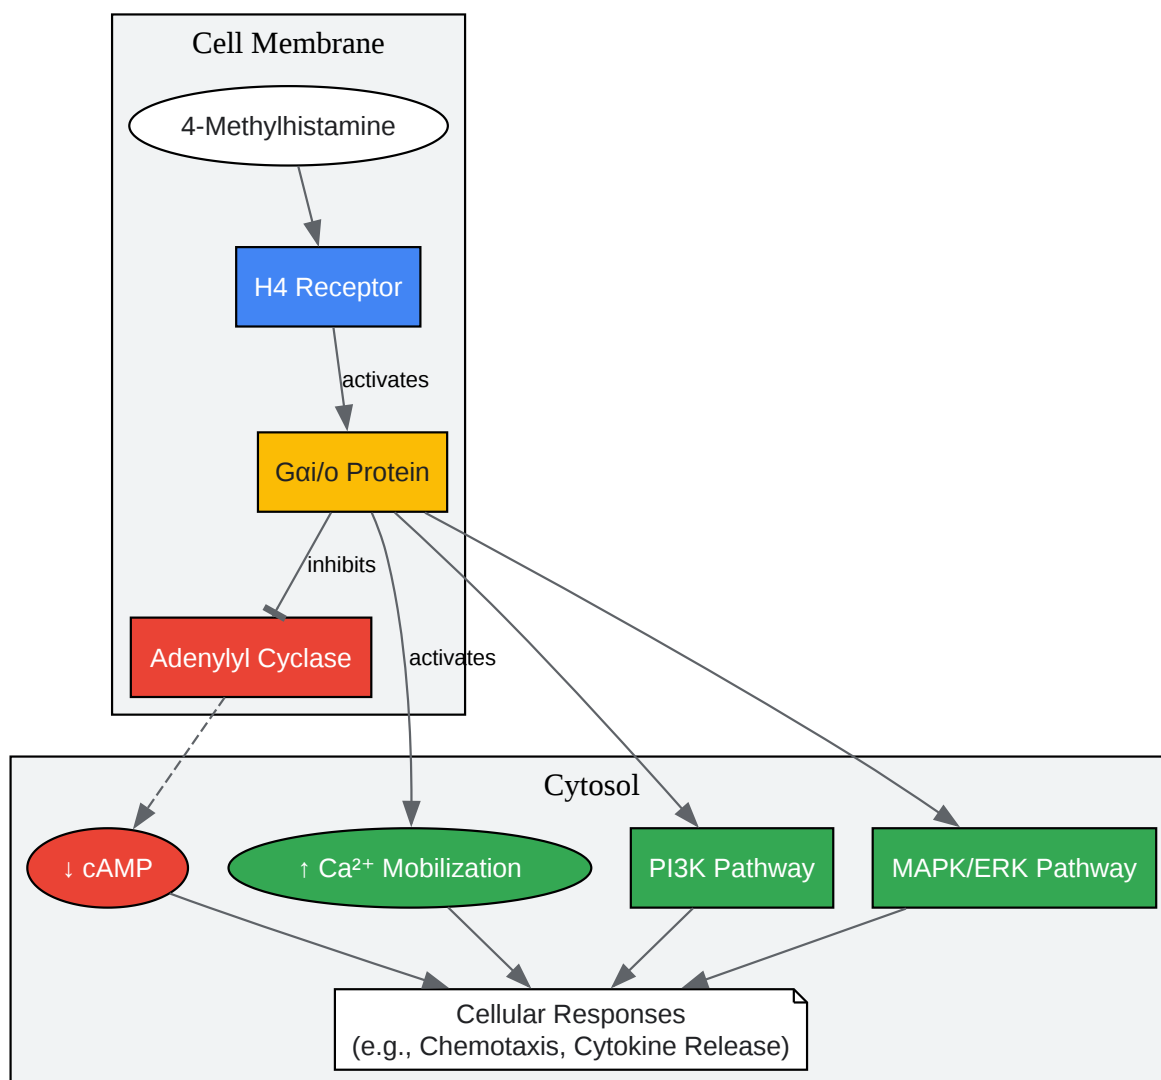 Cell Membrane
4-Methylhistamine
H4 Receptor
activates
Gαi/o Protein
inhibits
Adenylyl Cyclase
activates
Cytosol
↓ cAMP
↑ Ca²⁺ Mobilization
PI3K Pathway
MAPK/ERK Pathway
Cellular Responses
(e.g., Chemotaxis, Cytokine Release)